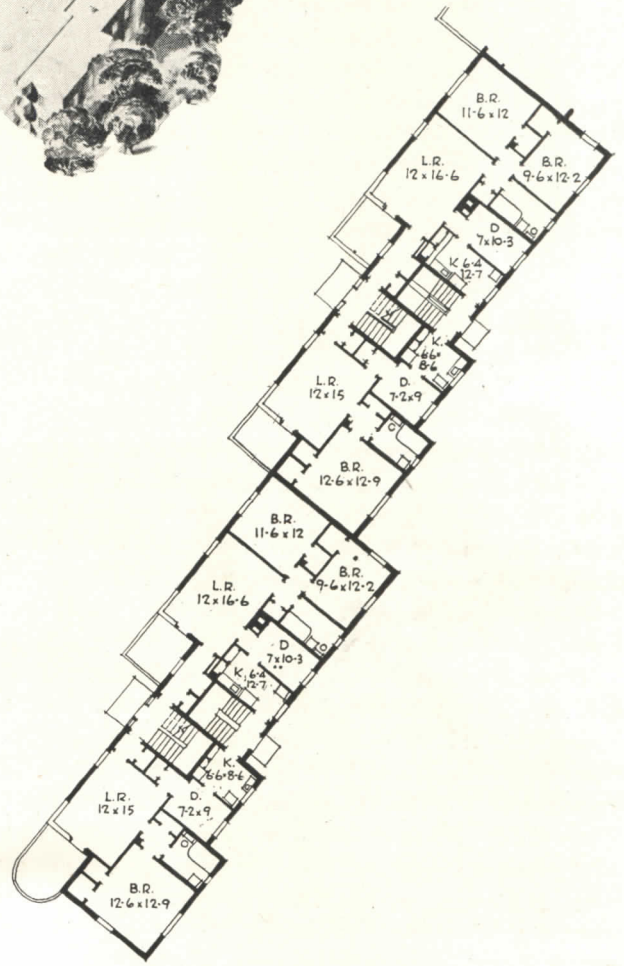 B.R.
11-6 x 12
B.R.
9-6 x 12-2
L.R.
12 x 16-6
D
7 x 10-3
K. 6-4
12-7
K.
6-6 x
8-6
L.R.
12 x 15
D.
7-2 x 9
B.R.
12-6 x 12-9
B.R.
11-6 x 12
B.R.
9-6 x 12-2
L.R.
12 x 16-6
D
7 x 10-3
K. 6-4
12-7
K.
6-6 x 8-6
L.R.
12 x 15
D.
7-2 x 9
B.R.
12-6 x 12-9